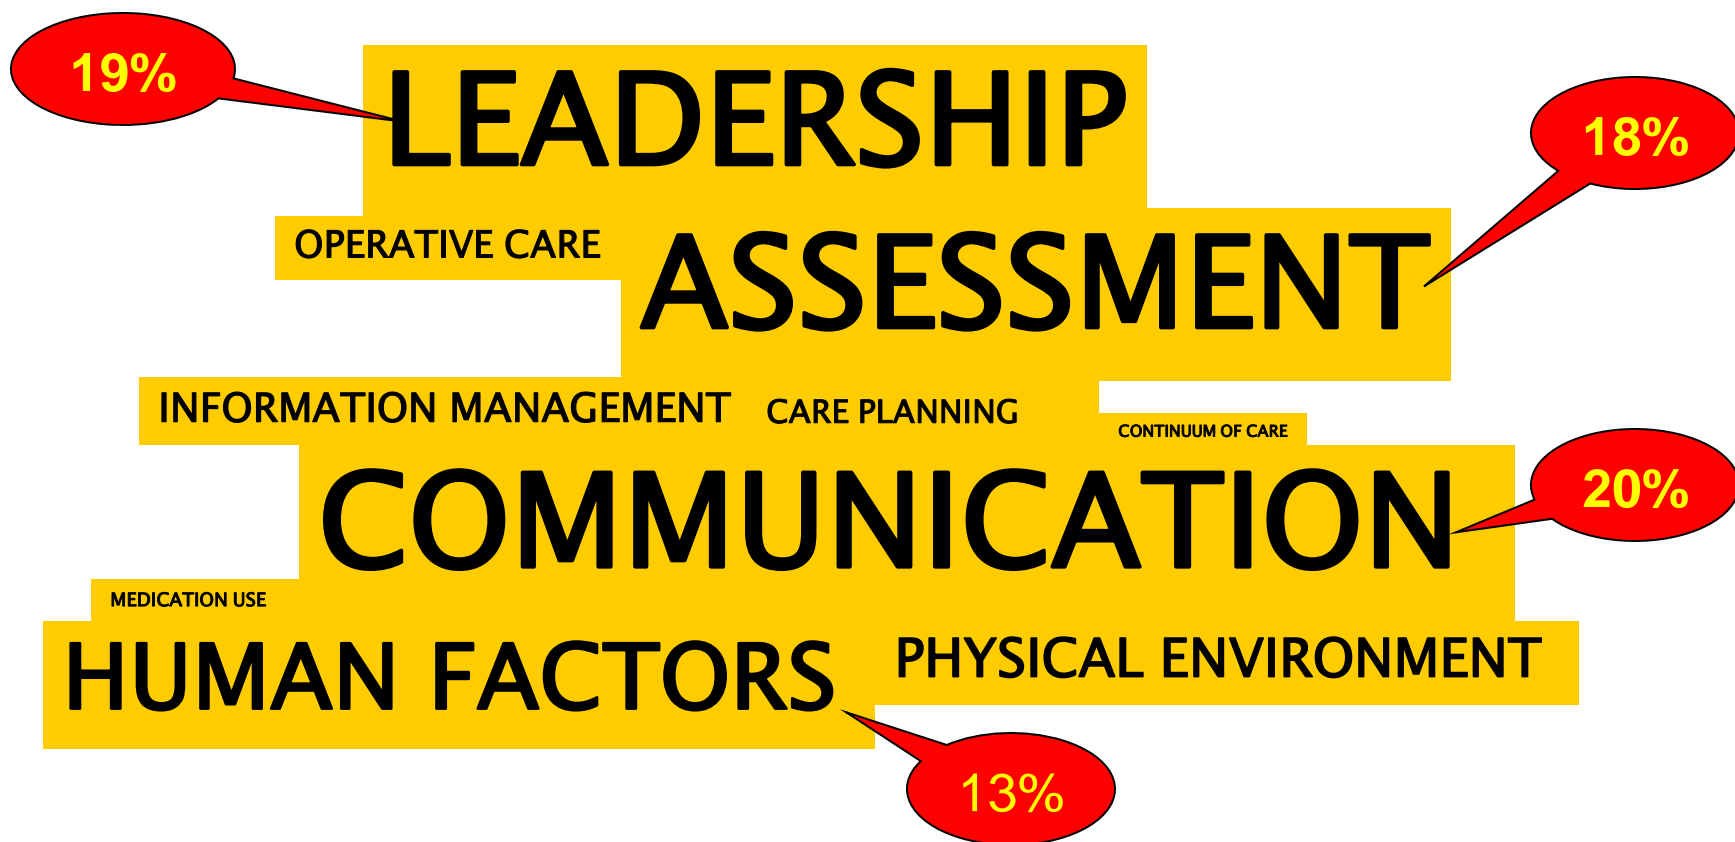 19%
LEADERSHIP
18%
OPERATIVE CARE
ASSESSMENT
INFORMATION MANAGEMENT
CARE PLANNING
CONTINUUM OF CARE
COMMUNICATION
20%
MEDICATION USE
HUMAN FACTORS
PHYSICAL ENVIRONMENT
13%